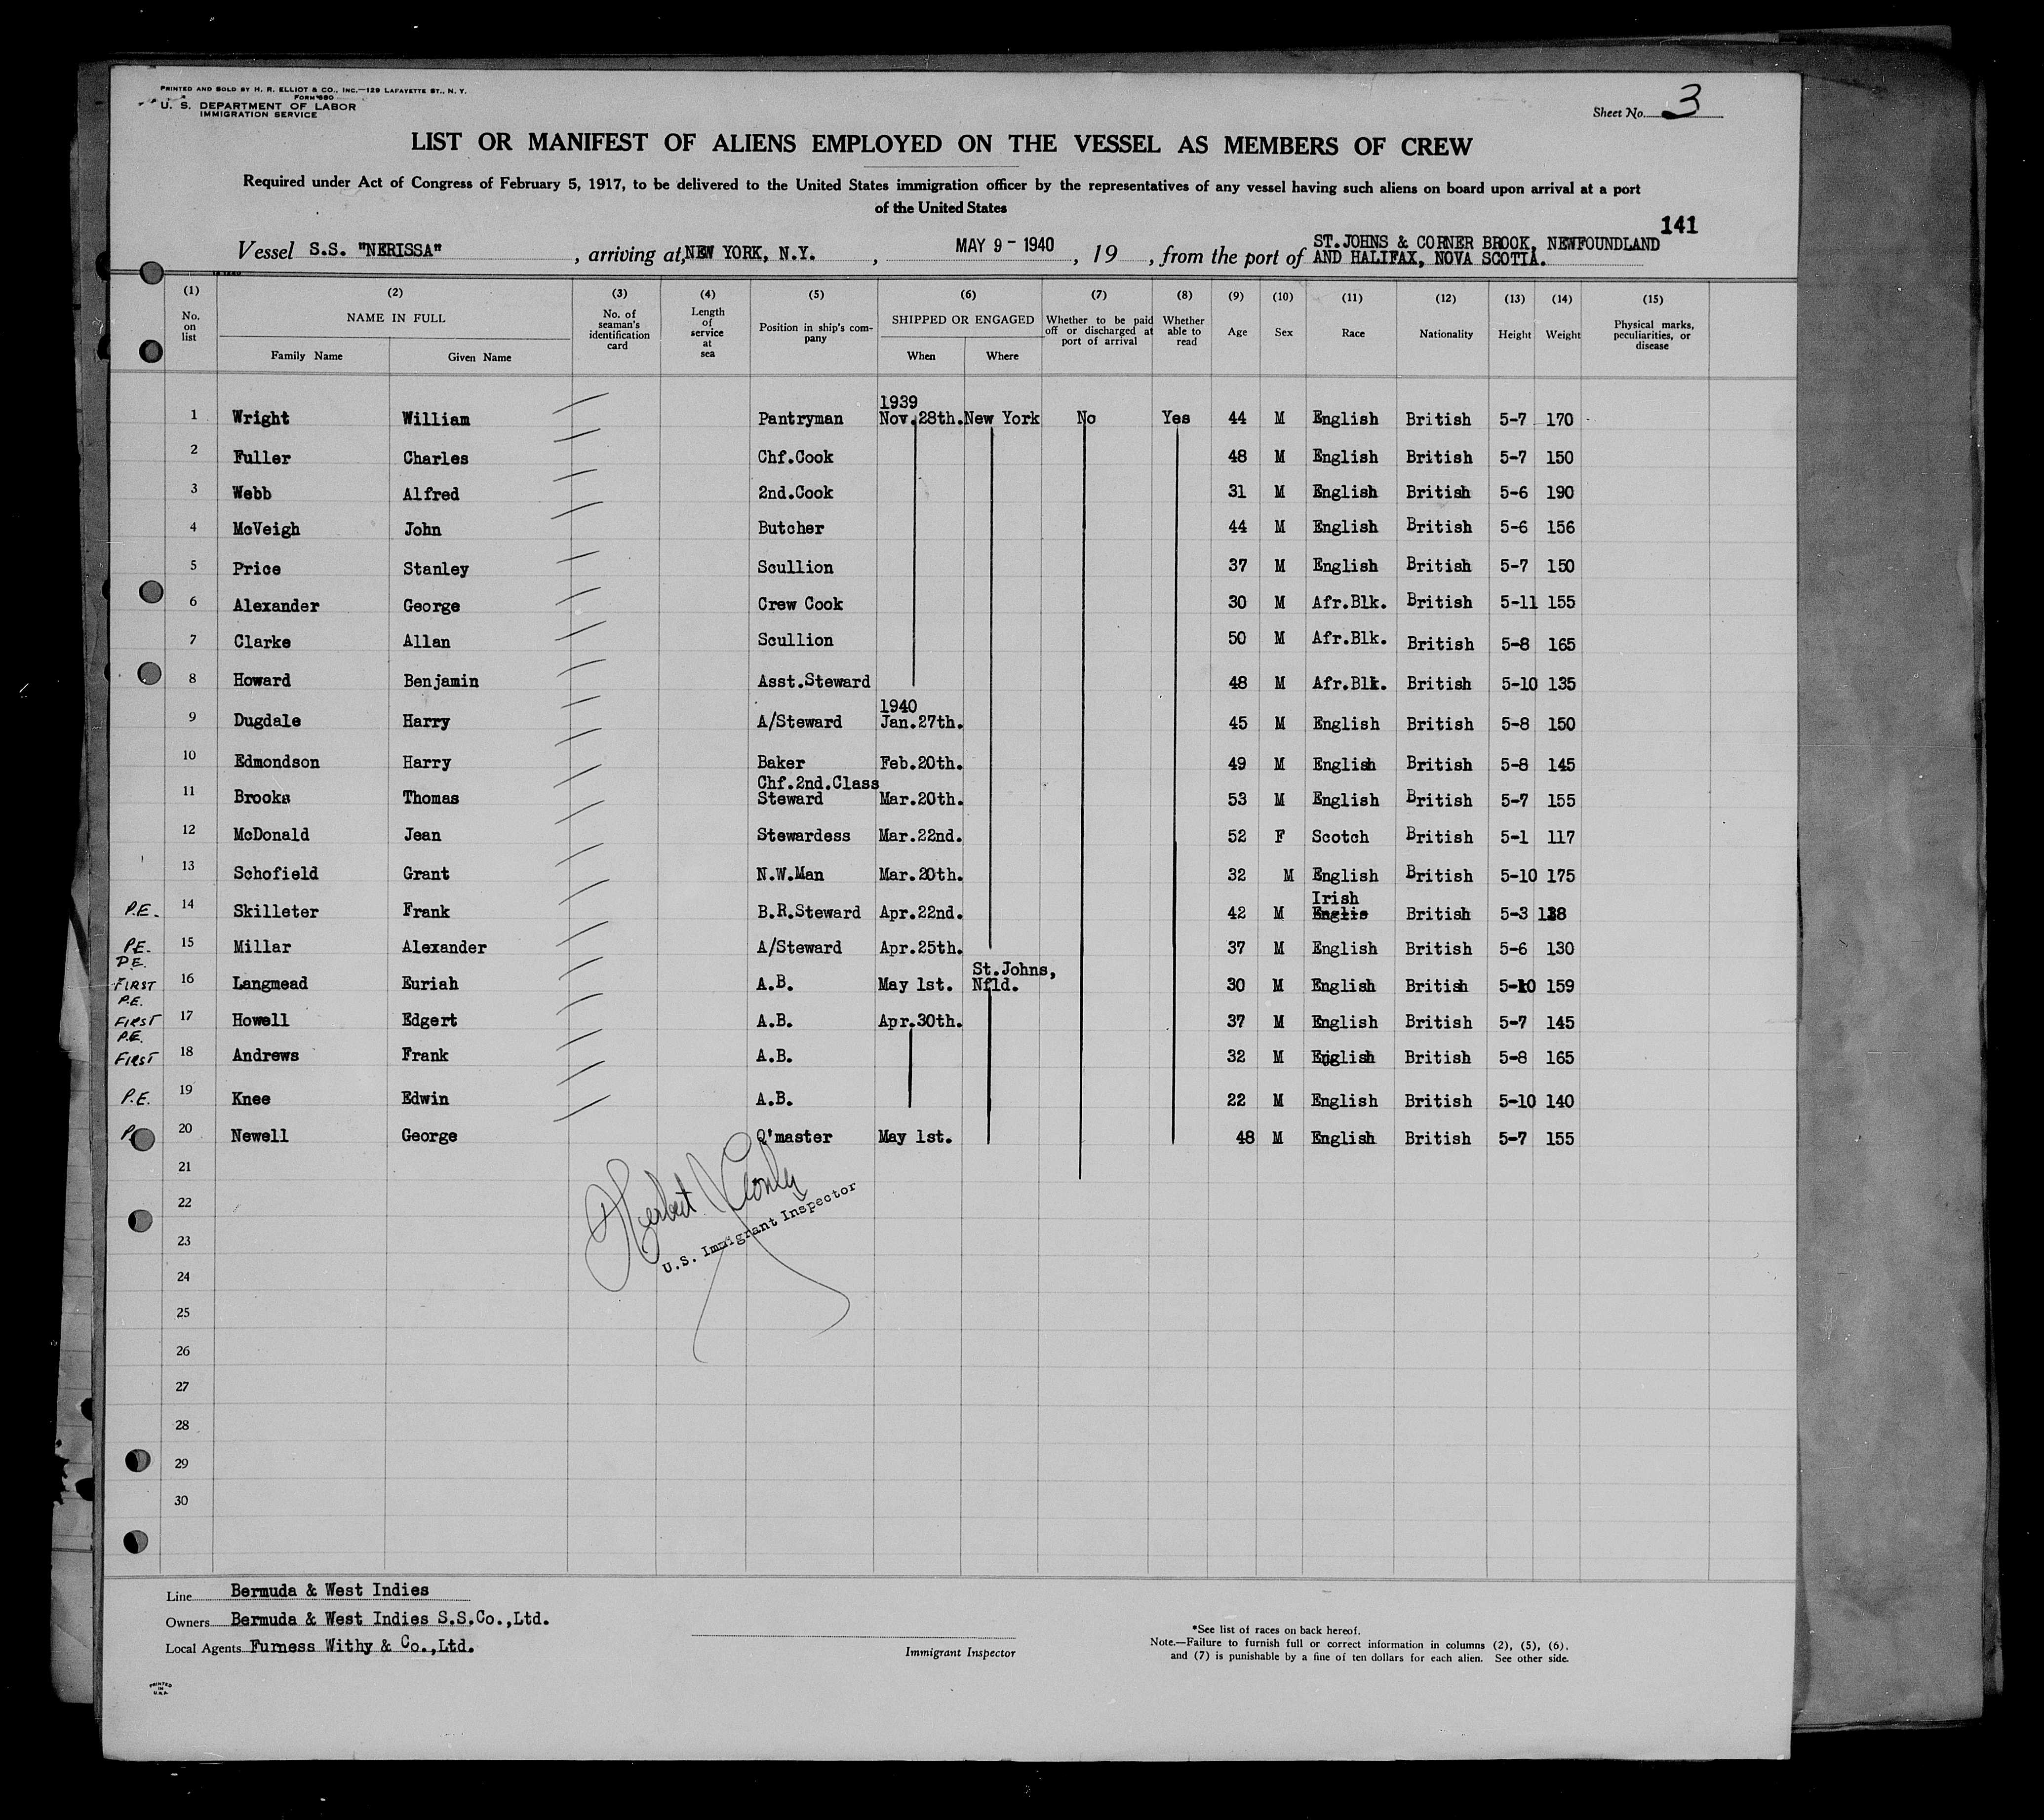 PRINTED AND SOLD BY H. R. ELLIOT & CO., INC.—129 LAFAYETTE ST., N. Y.
FORM 680
U. S. DEPARTMENT OF LABOR
IMMIGRATION SERVICE
Sheet No. 3
LIST OR MANIFEST OF ALIENS EMPLOYED ON THE VESSEL AS MEMBERS OF CREW
Required under Act of Congress of February 5, 1917, to be delivered to the United States immigration officer by the representatives of any vessel having such aliens on board upon arrival at a port
of the United States
141
Vessel S.S. "NERISSA", arriving at, NEW YORK, N.Y., MAY 9 - 1940, 19, from the port of ST.JOHNS & CORNER BROOK, NEWFOUNDLAND
AND HALIFAX, NOVA SCOTIA.
(1) (2) (3) (4) (5) (6) (7) (8) (9) (10) (11) (12) (13) (14) (15)
No. on list NAME IN FULL No. of seaman's identification card Length of service at sea Position in ship's company SHIPPED OR ENGAGED Whether to be paid off or discharged at port of arrival Whether able to read Age Sex Race Nationality Height Weight Physical marks, peculiarities, or disease
Family Name Given Name When Where
1939
1 Wright William Pantryman Nov.28th. New York No Yes 44 M English British 5-7 170
2 Fuller Charles Chf.Cook 48 M English British 5-7 150
3 Webb Alfred 2nd.Cook 31 M English British 5-6 190
4 McVeigh John Butcher 44 M English British 5-6 156
5 Price Stanley Scullion 37 M English British 5-7 150
6 Alexander George Crew Cook 30 M Afr.Blk. British 5-11 155
7 Clarke Allan Scullion 50 M Afr.Blk. British 5-8 165
8 Howard Benjamin Asst.Steward 48 M Afr.Blk. British 5-10 135
1940
9 Dugdale Harry A/Steward Jan.27th. 45 M English British 5-8 150
10 Edmondson Harry Baker Feb.20th. 49 M English British 5-8 145
Chf.2nd.Class
11 Brooks Thomas Steward Mar.20th. 53 M English British 5-7 155
12 McDonald Jean Stewardess Mar.22nd. 52 F Scotch British 5-1 117
13 Schofield Grant N.W.Man Mar.20th. 32 M English British 5-10 175
Irish
P.E. 14 Skilleter Frank B.R.Steward Apr.22nd. 42 M Englis British 5-3
P.E. 15 Millar Alexander A/Steward Apr.25th. 37 M English British 5-6 130
P.E. St.Johns,
FIRST 16 Langmead Euriah A.B. May 1st. Nfld. 30 M English British 5-10 159
P.E.
FIRST 17 Howell Edgert A.B. Apr.30th. 37 M English British 5-7 145
P.E.
FIRST 18 Andrews Frank A.B. 32 M English British 5-8 165
P.E. 19 Knee Edwin A.B. 22 M English British 5-10 140
P. 20 Newell George Q'master May 1st. 48 M English British 5-7 155
21
22
23
24
25
26
27
28
29
30
Herbert
U.S. Immigrant Inspector
Line Bermuda & West Indies
Owners Bermuda & West Indies S.S.Co.,Ltd.
Local Agents Furness Withy & Co.,Ltd.
Immigrant Inspector
*See list of races on back hereof.
Note.—Failure to furnish full or correct information in columns (2), (5), (6),
and (7) is punishable by a fine of ten dollars for each alien. See other side.
PRINTED
IN
U.S.A.